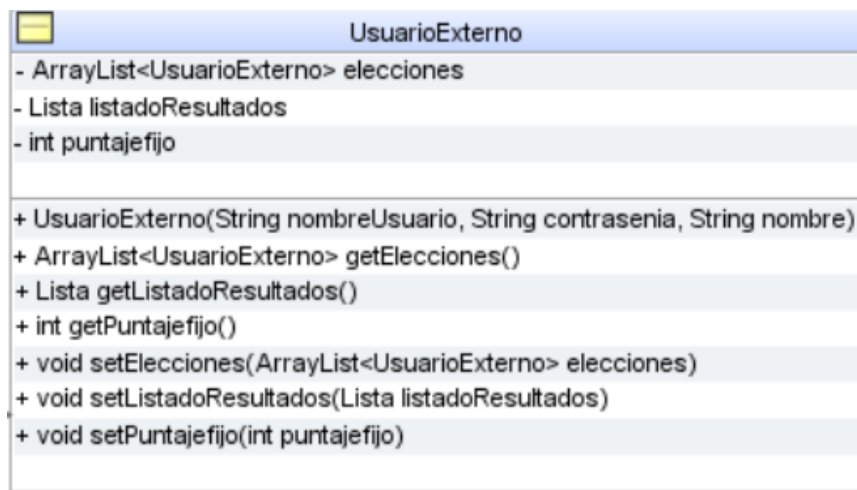 UsuarioExterno
- ArrayList<UsuarioExterno> elecciones
- Lista listadoResultados
- int puntajefijo
+ UsuarioExterno(String nombreUsuario, String contrasenia, String nombre)
+ ArrayList<UsuarioExterno> getElecciones()
+ Lista getListadoResultados()
+ int getPuntajefijo()
+ void setElecciones(ArrayList<UsuarioExterno> elecciones)
+ void setListadoResultados(Lista listadoResultados)
+ void setPuntajefijo(int puntajefijo)